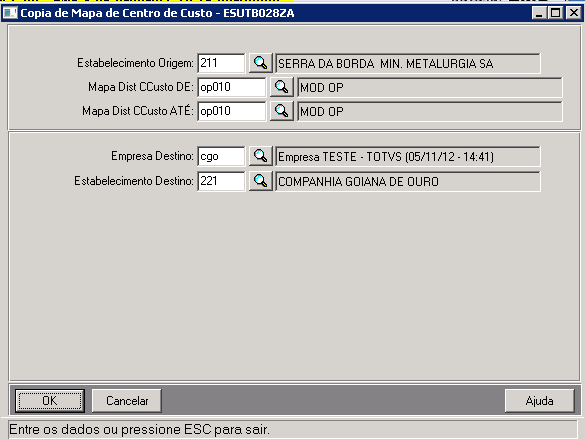 Copia de Mapa de Centro de Custo - ESUTB028ZA
Estabelecimento Origem: 211 SERRA DA BORDA MIN. METALURGIA SA
Mapa Dist CCusto DE: op010 MOD OP
Mapa Dist CCusto ATÉ: op010 MOD OP
Empresa Destino: cgo Empresa TESTE - TOTVS (05/11/12 - 14:41)
Estabelecimento Destino: 221 COMPANHIA GOIANA DE OURO
OK Cancelar Ajuda
Entre os dados ou pressione ESC para sair.